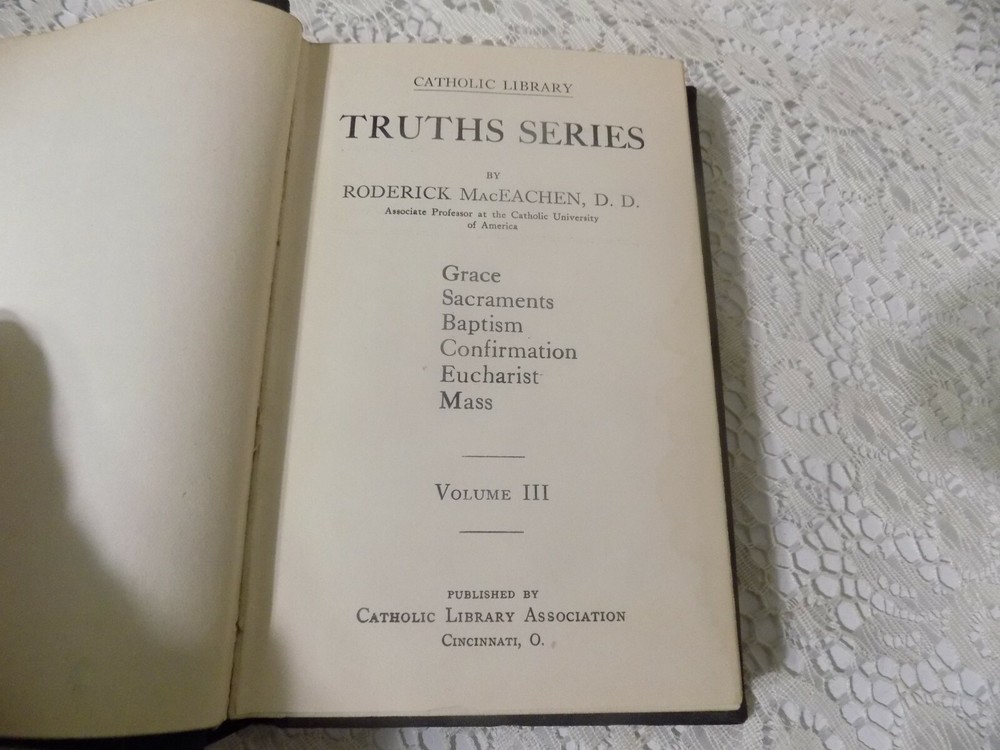 CATHOLIC LIBRARY
TRUTHS SERIES
BY
RODERICK MacEACHEN, D. D.
Associate Professor at the Catholic University
of America
Grace
Sacraments
Baptism
Confirmation
Eucharist
Mass
Volume III
PUBLISHED BY
Catholic Library Association
Cincinnati, O.